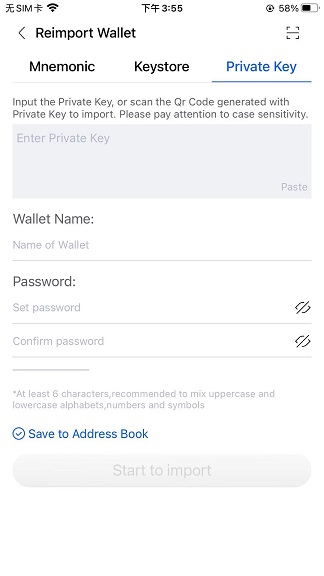 无SIM卡 下午3:55 58%
Reimport Wallet
Mnemonic Keystore Private Key
Input the Private Key, or scan the Qr Code generated with
Private Key to import. Please pay attention to case sensitivity.
Enter Private Key
Paste
Wallet Name:
Name of Wallet
Password:
Set password
Confirm password
*At least 6 characters,recommended to mix uppercase and
lowercase alphabets,numbers and symbols
Save to Address Book
Start to import